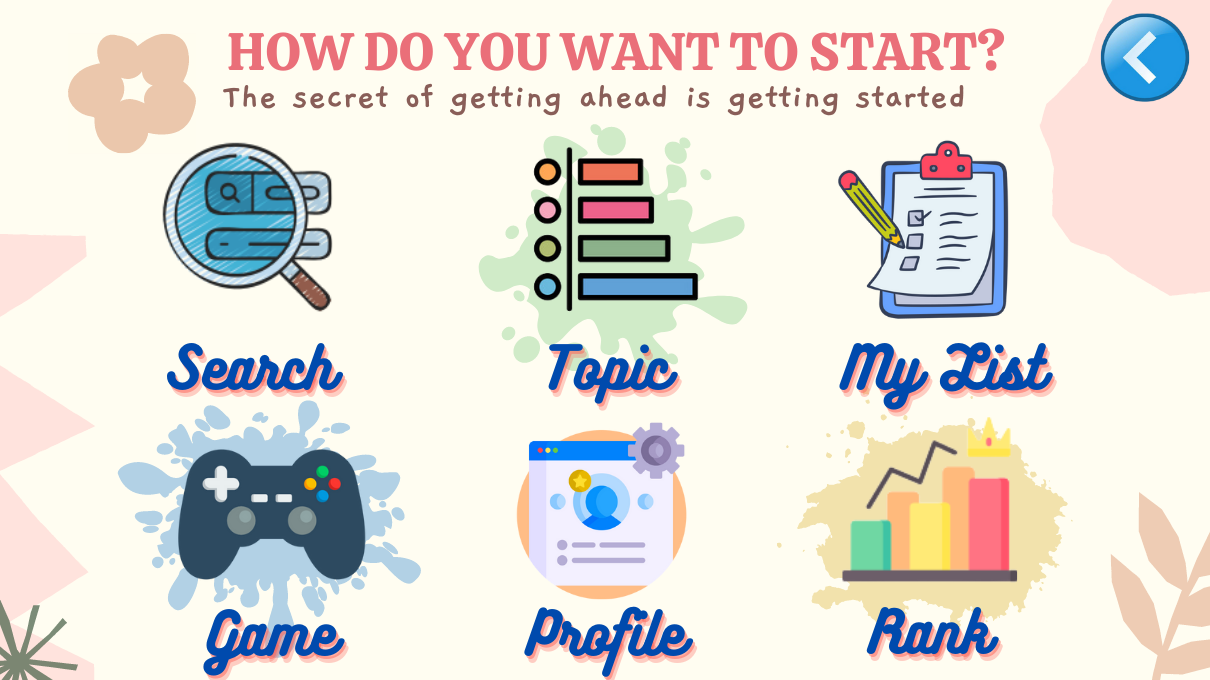 HOW DO YOU WANT TO START?
The secret of getting ahead is getting started
Search
Topic
My List
Game
Profile
Rank